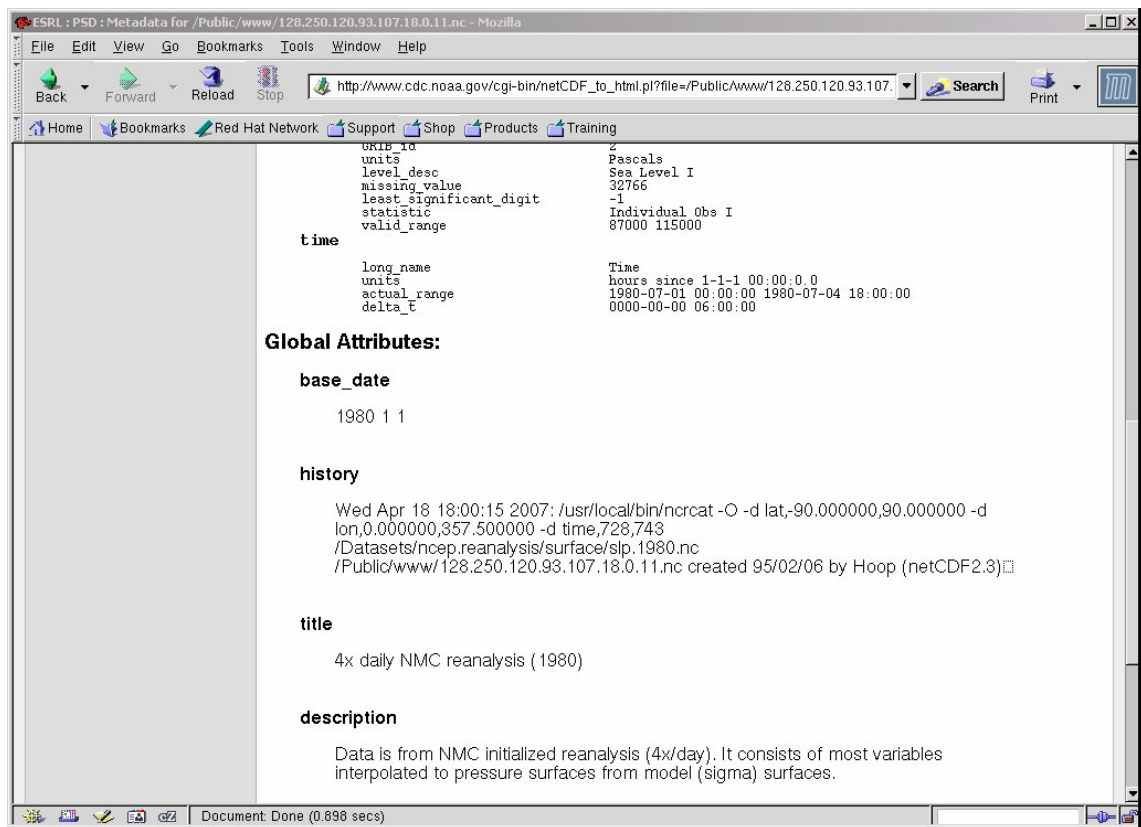 ESRL : PSD : Metadata for /Public/www/128.250.120.93.107.18.0.11.nc - Mozilla
File Edit View Go Bookmarks Tools Window Help
Back Forward Reload Stop http://www.cdc.noaa.gov/cgi-bin/netCDF_to_html.pl?file=/Public/www/128.250.120.93.107. Search Print
Home Bookmarks Red Hat Network Support Shop Products Training
GRIB_id 2
units Pascals
level_desc Sea Level I
missing_value 32766
least_significant_digit -1
statistic Individual Obs I
valid_range 87000 115000
time
long_name Time
units hours since 1-1-1 00:00:0.0
actual_range 1980-07-01 00:00:00 1980-07-04 18:00:00
delta_t 0000-00-00 06:00:00
Global Attributes:
base_date
1980 1 1
history
Wed Apr 18 18:00:15 2007: /usr/local/bin/ncrcat -O -d lat,-90.000000,90.000000 -d
lon,0.000000,357.500000 -d time,728,743
/Datasets/ncep.reanalysis/surface/slp.1980.nc
/Public/www/128.250.120.93.107.18.0.11.nc created 95/02/06 by Hoop (netCDF2.3)
title
4x daily NMC reanalysis (1980)
description
Data is from NMC initialized reanalysis (4x/day). It consists of most variables
interpolated to pressure surfaces from model (sigma) surfaces.
Document: Done (0.898 secs)